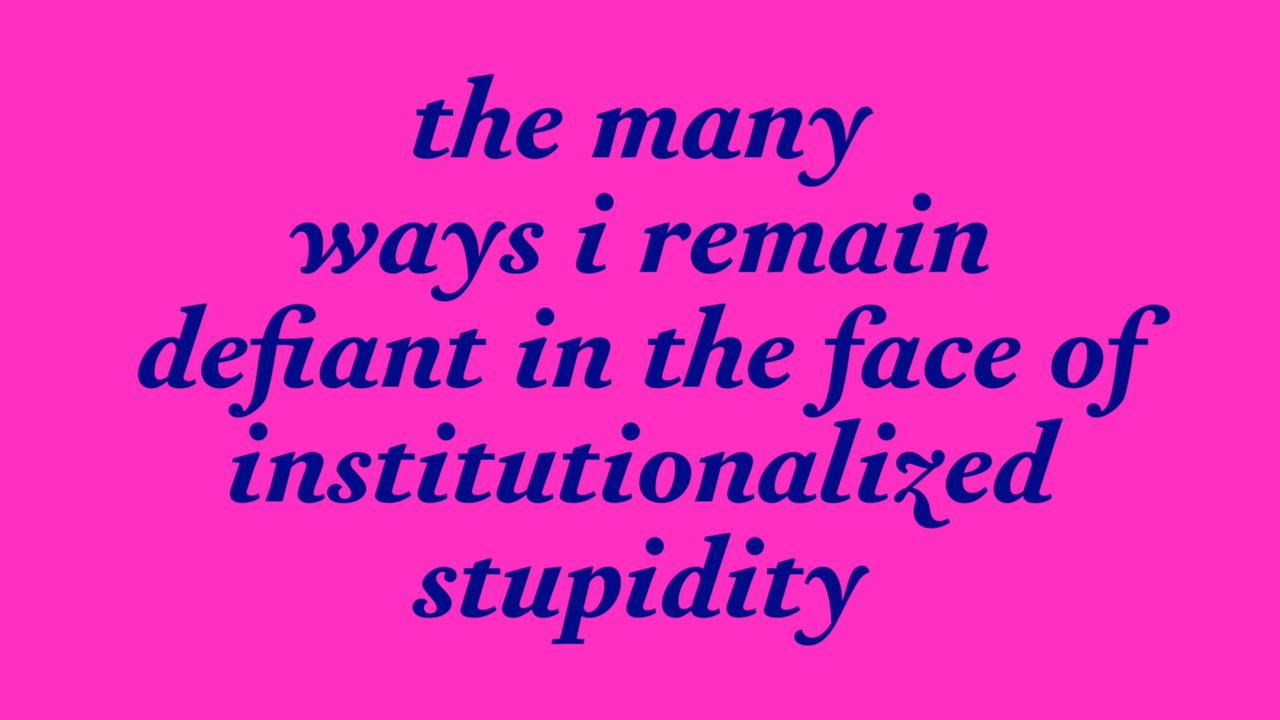 the many
ways i remain
defiant in the face of
institutionalized
stupidity